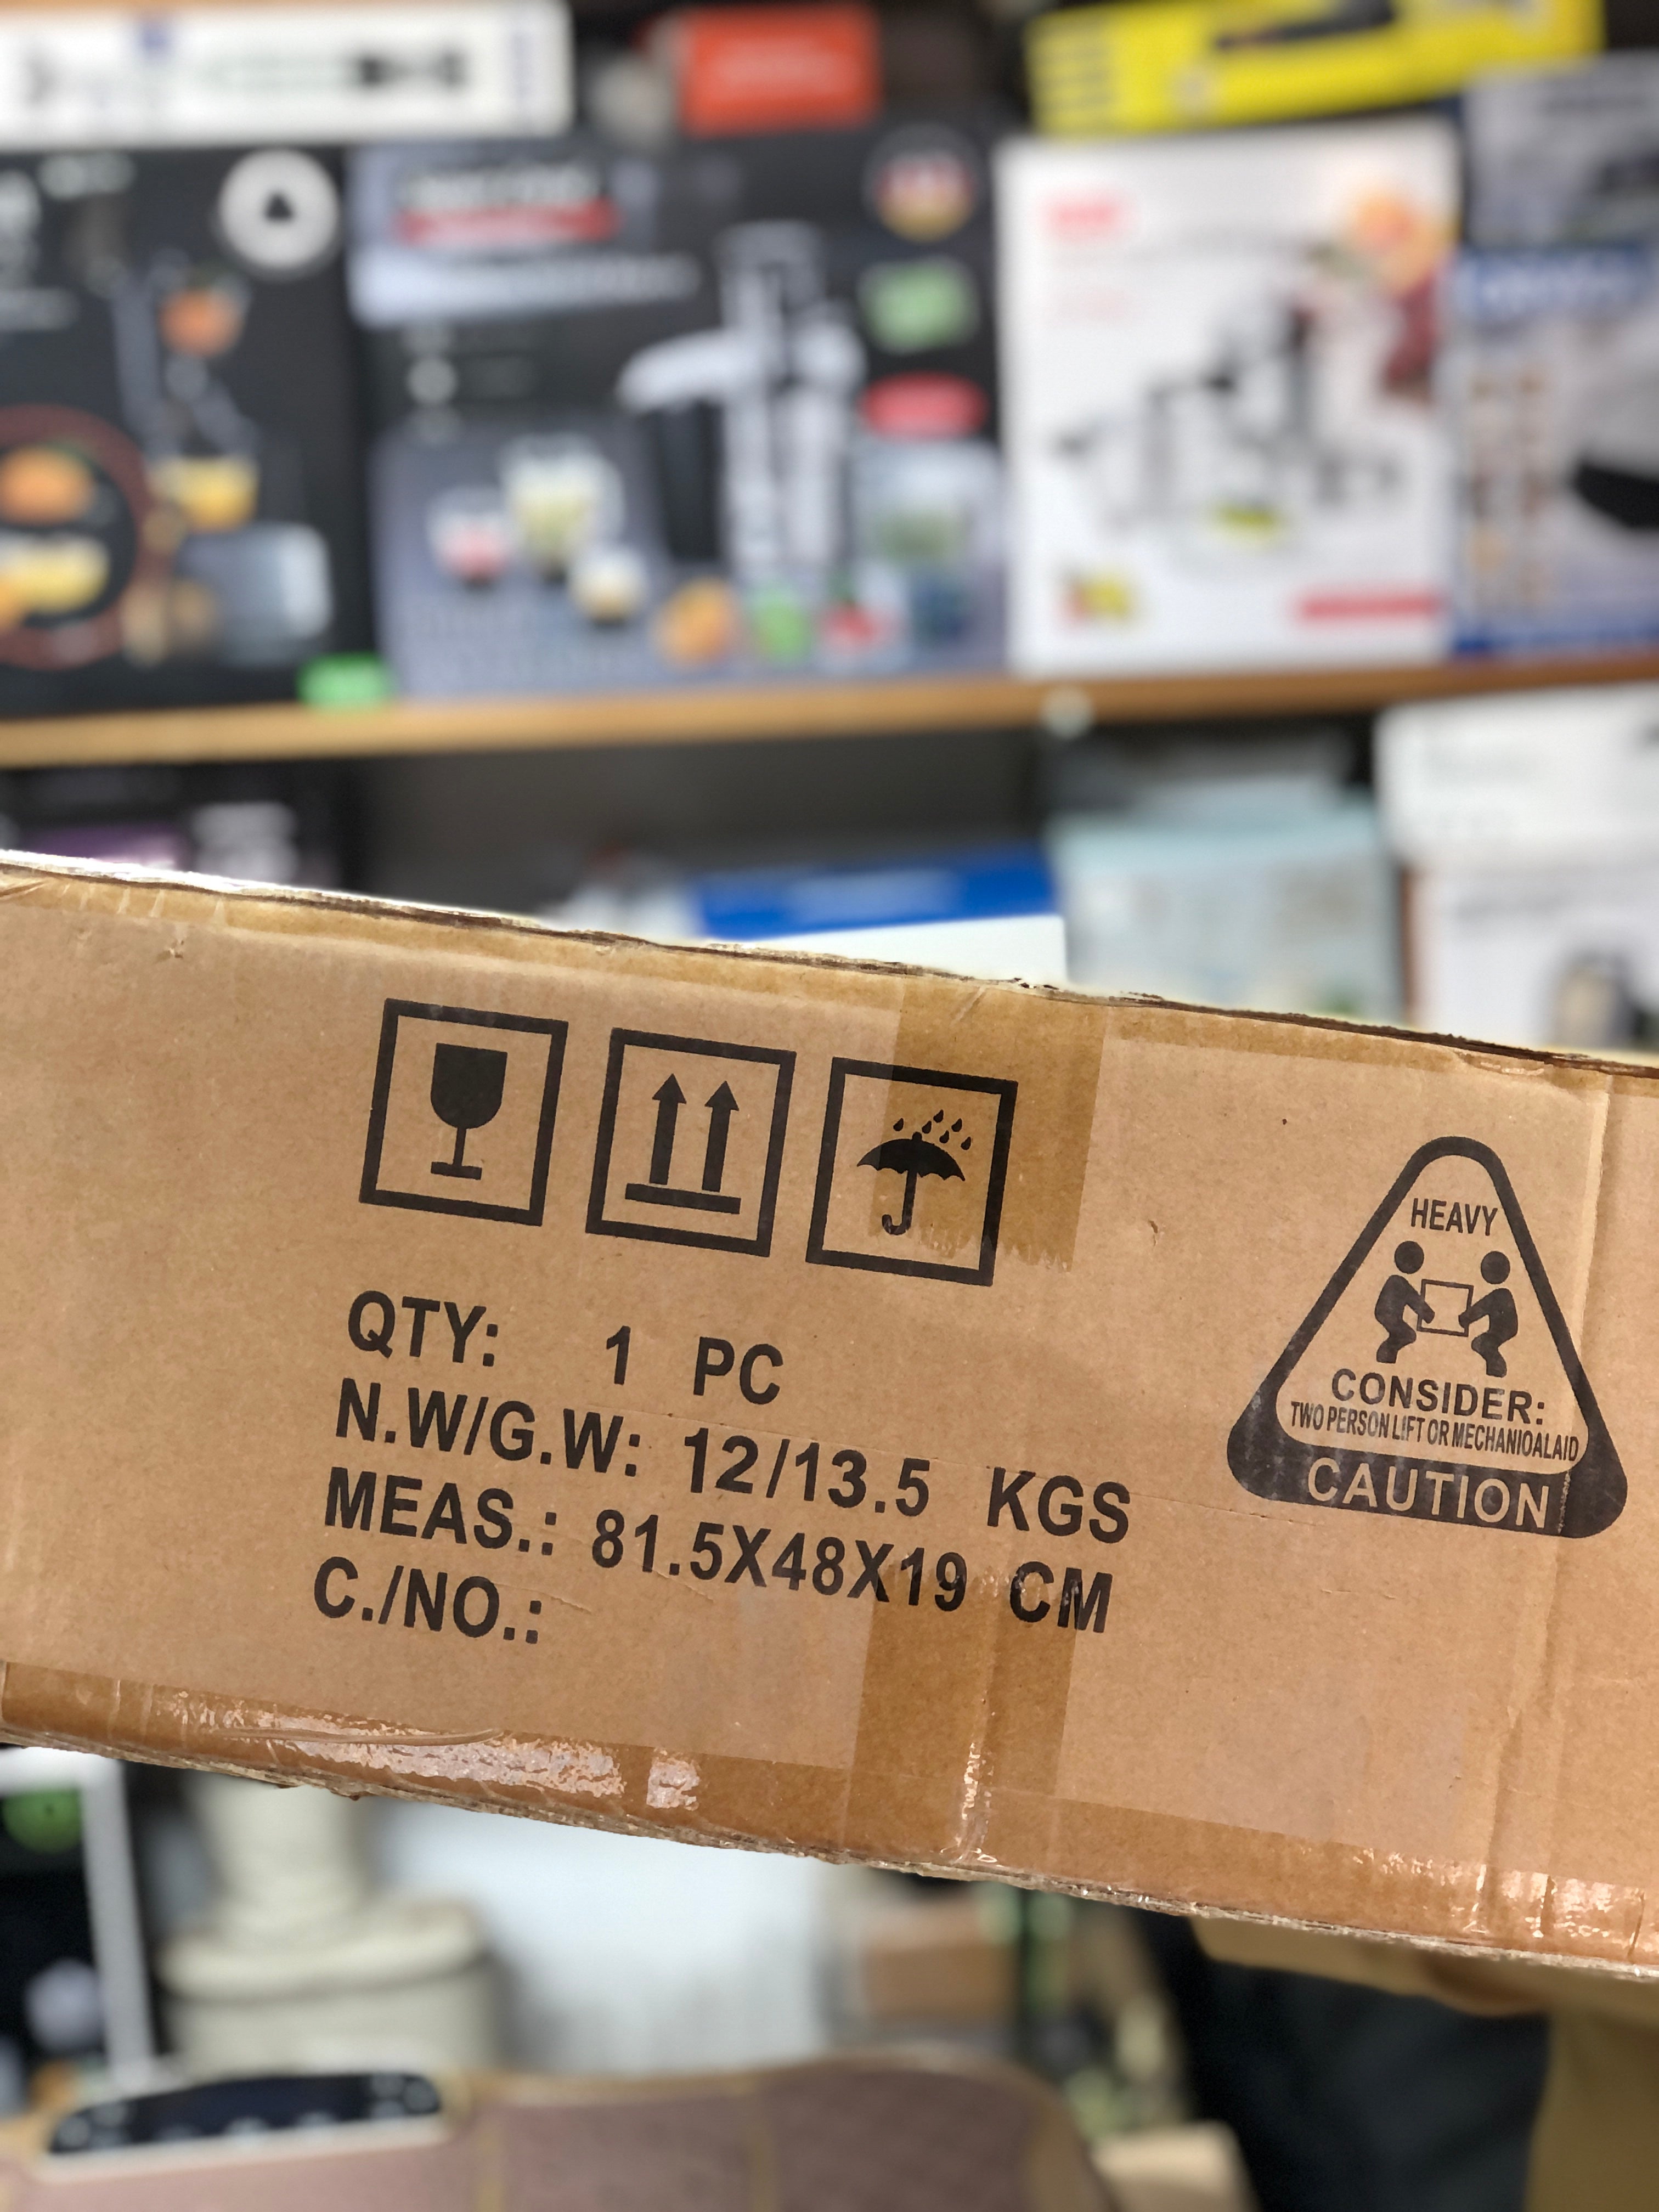 QTY: 1 PC
N.W/G.W: 12/13.5 KGS
MEAS.: 81.5X48X19 CM
C./NO.:
HEAVY
CONSIDER:
TWO PERSON LIFT OR MECHANIOALAID
CAUTION